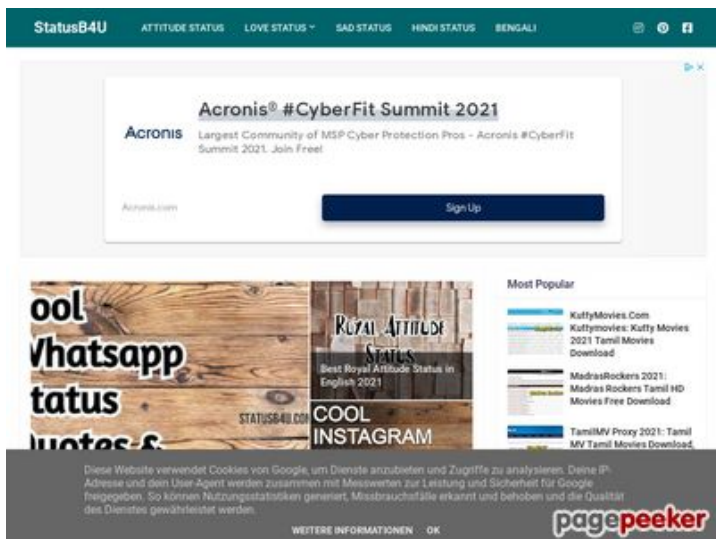 StatusB4U
ATTITUDE STATUS LOVE STATUS SAD STATUS HINDI STATUS BENGALI
Acronis® #CyberFit Summit 2021
Acronis
Largest Community of MSP Cyber Protection Pros - Acronis #CyberFit
Summit 2021. Join Free!
Acronis.com
Sign Up
ool
Whatsapp
tatus
uotes &
STATUSB4U.COM
ROYAL ATTITUDE
STATUS
Best Royal Attitude Status in
English 2021
COOL
INSTAGRAM
Most Popular
KuttyMovies.Com
Kuttymovies: Kutty Movies
2021 Tamil Movies
Download
MadrasRockers 2021:
Madras Rockers Tamil HD
Movies Free Download
TamilMV Proxy 2021: Tamil
MV Tamil Movies Download,
Diese Website verwendet Cookies von Google, um Dienste anzubieten und Zugriffe zu analysieren. Deine IP-
Adresse und dein User-Agent werden zusammen mit Messwerten zur Leistung und Sicherheit für Google
freigegeben. So können Nutzungsstatistiken generiert, Missbrauchsfälle erkannt und behoben und die Qualität
des Dienstes gewährleistet werden.
WEITERE INFORMATIONEN OK
pagepeeker